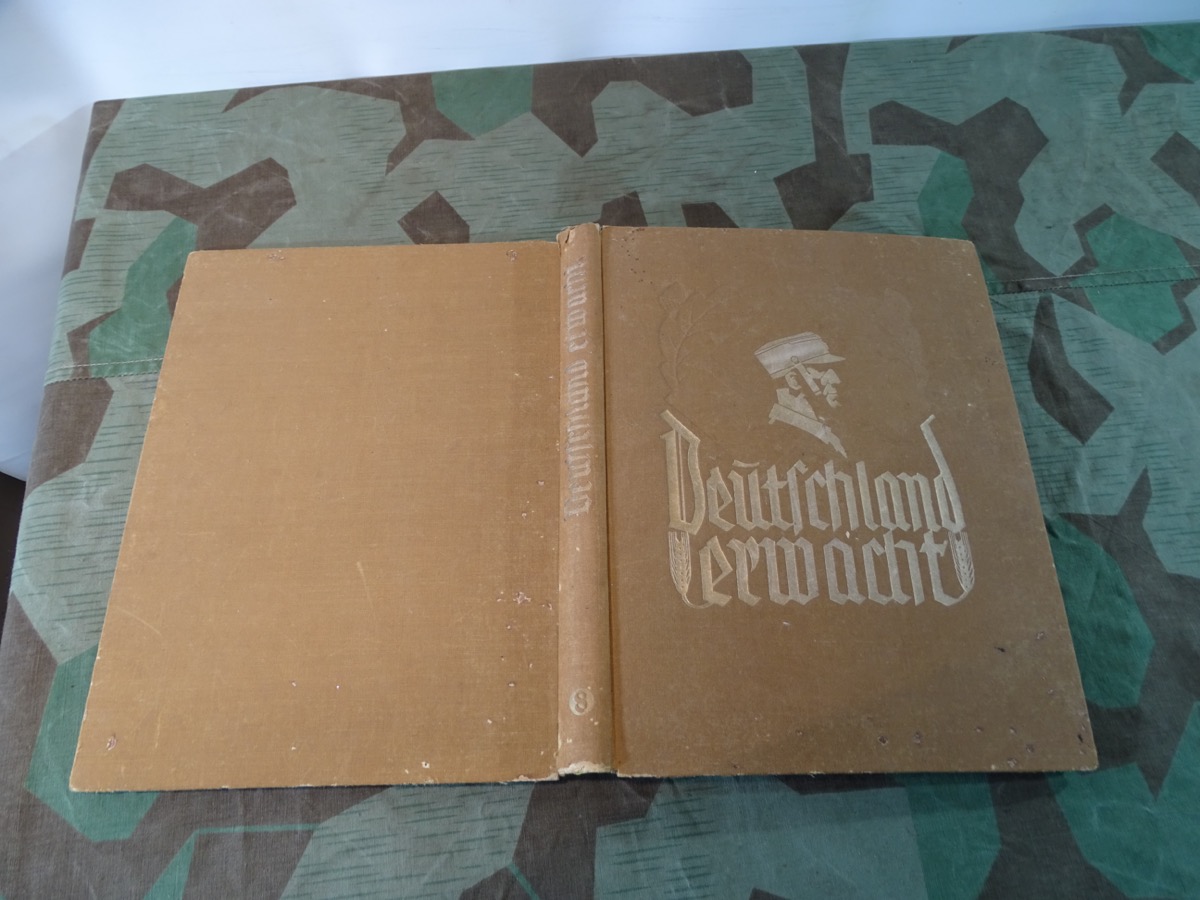 Deutschland erwacht
Deutschland
erwacht
8